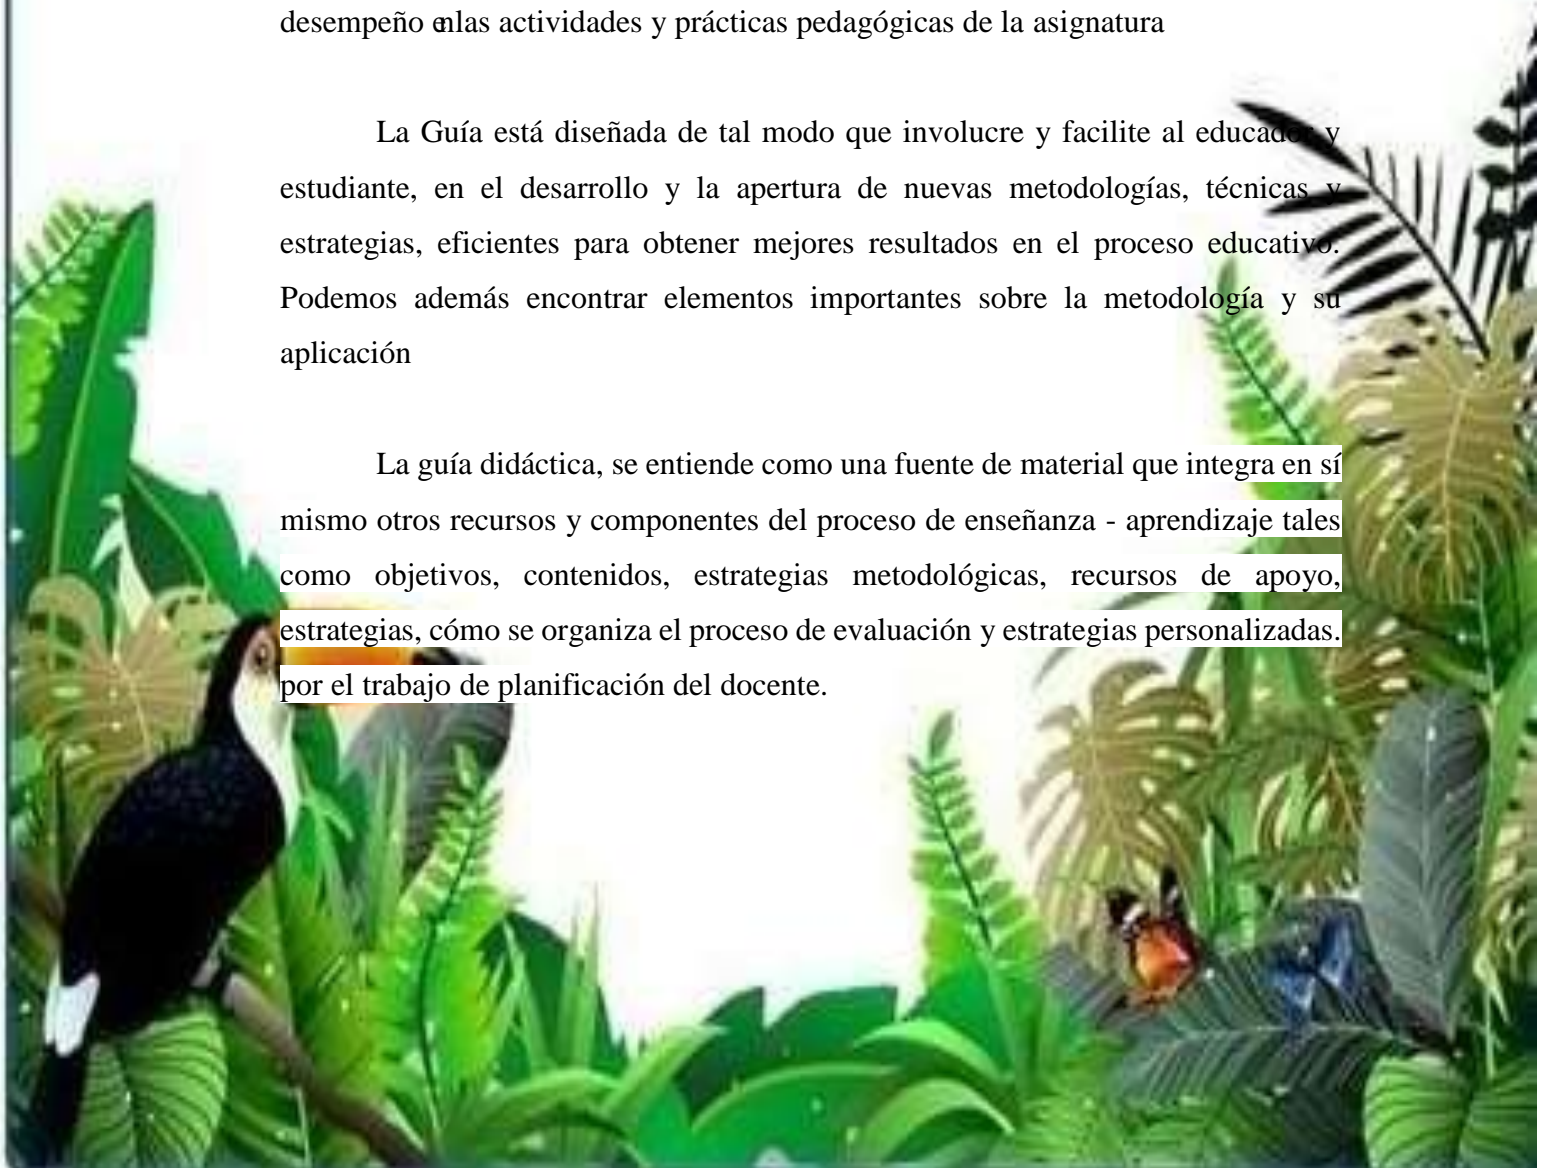 desempeño enlas actividades y prácticas pedagógicas de la asignatura
La Guía está diseñada de tal modo que involucre y facilite al educador y
estudiante, en el desarrollo y la apertura de nuevas metodologías, técnicas y
estrategias, eficientes para obtener mejores resultados en el proceso educativo.
Podemos además encontrar elementos importantes sobre la metodología y su
aplicación
La guía didáctica, se entiende como una fuente de material que integra en sí
mismo otros recursos y componentes del proceso de enseñanza - aprendizaje tales
como objetivos, contenidos, estrategias metodológicas, recursos de apoyo,
estrategias, cómo se organiza el proceso de evaluación y estrategias personalizadas.
por el trabajo de planificación del docente.